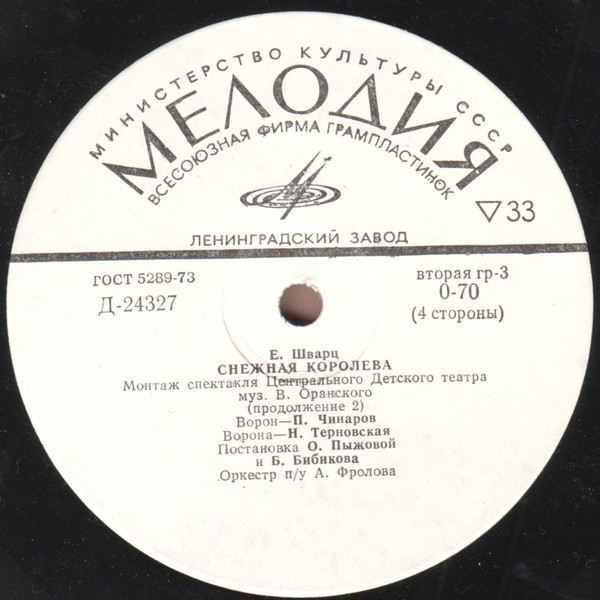 МИНИСТЕРСТВО КУЛЬТУРЫ СССР
МЕЛОДИЯ
ВСЕСОЮЗНАЯ ФИРМА ГРАМПЛАСТИНОК
▽33
ЛЕНИНГРАДСКИЙ ЗАВОД
ГОСТ 5289-73
Д-24327
вторая гр-3
0-70
(4 стороны)
Е. Шварц
СНЕЖНАЯ КОРОЛЕВА
Монтаж спектакля Центрального Детского театра
муз. В. Оранского
(продолжение 2)
Ворон—П. Чинаров
Ворона—Н. Терновская
Постановка О. Пыжовой
и Б. Бибикова
Оркестр п/у А. Фролова